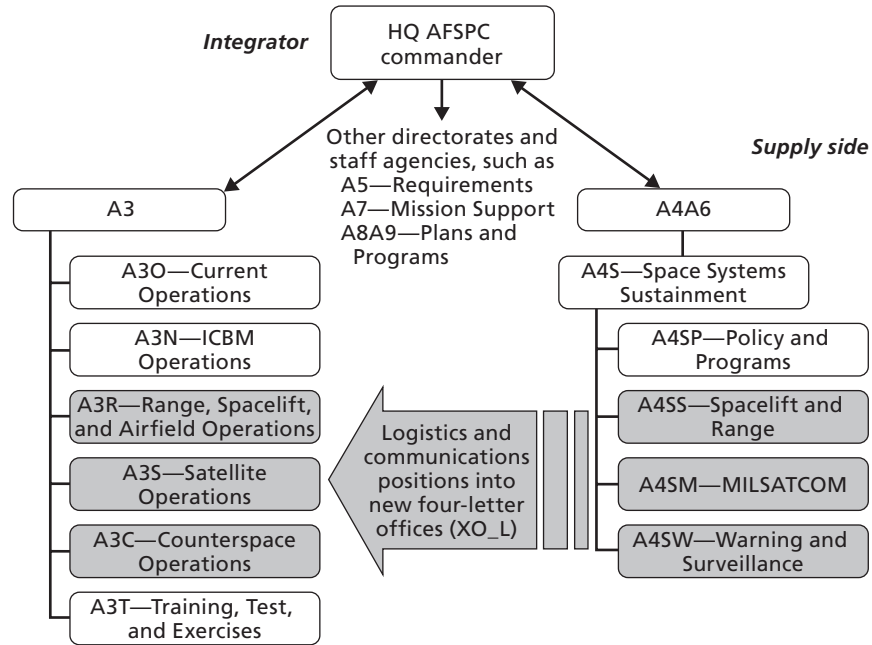 Integrator
HQ AFSPC
commander
Other directorates and
staff agencies, such as
A5—Requirements
A7—Mission Support
A8A9—Plans and
Programs
Supply side
A3
A3O—Current
Operations
A3N—ICBM
Operations
A3R—Range, Spacelift,
and Airfield Operations
A3S—Satellite
Operations
A3C—Counterspace
Operations
A3T—Training, Test,
and Exercises
Logistics and
communications
positions into
new four-letter
offices (XO_L)
A4A6
A4S—Space Systems
Sustainment
A4SP—Policy and
Programs
A4SS—Spacelift and
Range
A4SM—MILSATCOM
A4SW—Warning and
Surveillance